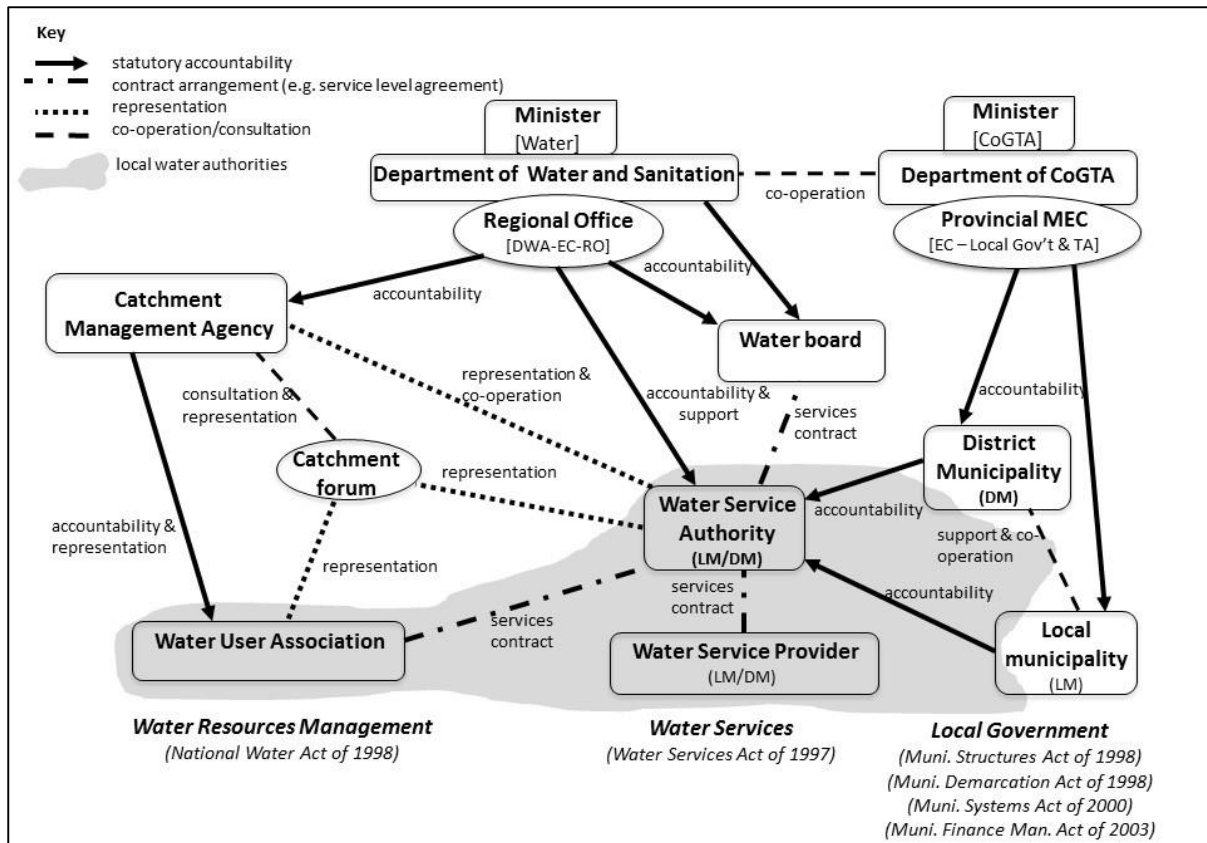 Key
statutory accountability
contract arrangement (e.g. service level agreement)
representation
co-operation/consultation
local water authorities
Minister
[Water]
Department of Water and Sanitation
Regional Office
[DWA-EC-RO]
co-operation
Minister
[CoGTA]
Department of CoGTA
Provincial MEC
[EC – Local Gov't & TA]
accountability
accountability
Catchment
Management Agency
Water board
representation &
co-operation
accountability &
support
services
contract
accountability
consultation &
representation
Catchment
forum
representation
District
Municipality
(DM)
Water Service
Authority
(LM/DM)
accountability
accountability &
representation
representation
support & co-
operation
services
contract
accountability
services
contract
Water User Association
Water Service Provider
(LM/DM)
Local
municipality
(LM)
Water Resources Management
(National Water Act of 1998)
Water Services
(Water Services Act of 1997)
Local Government
(Muni. Structures Act of 1998)
(Muni. Demarcation Act of 1998)
(Muni. Systems Act of 2000)
(Muni. Finance Man. Act of 2003)